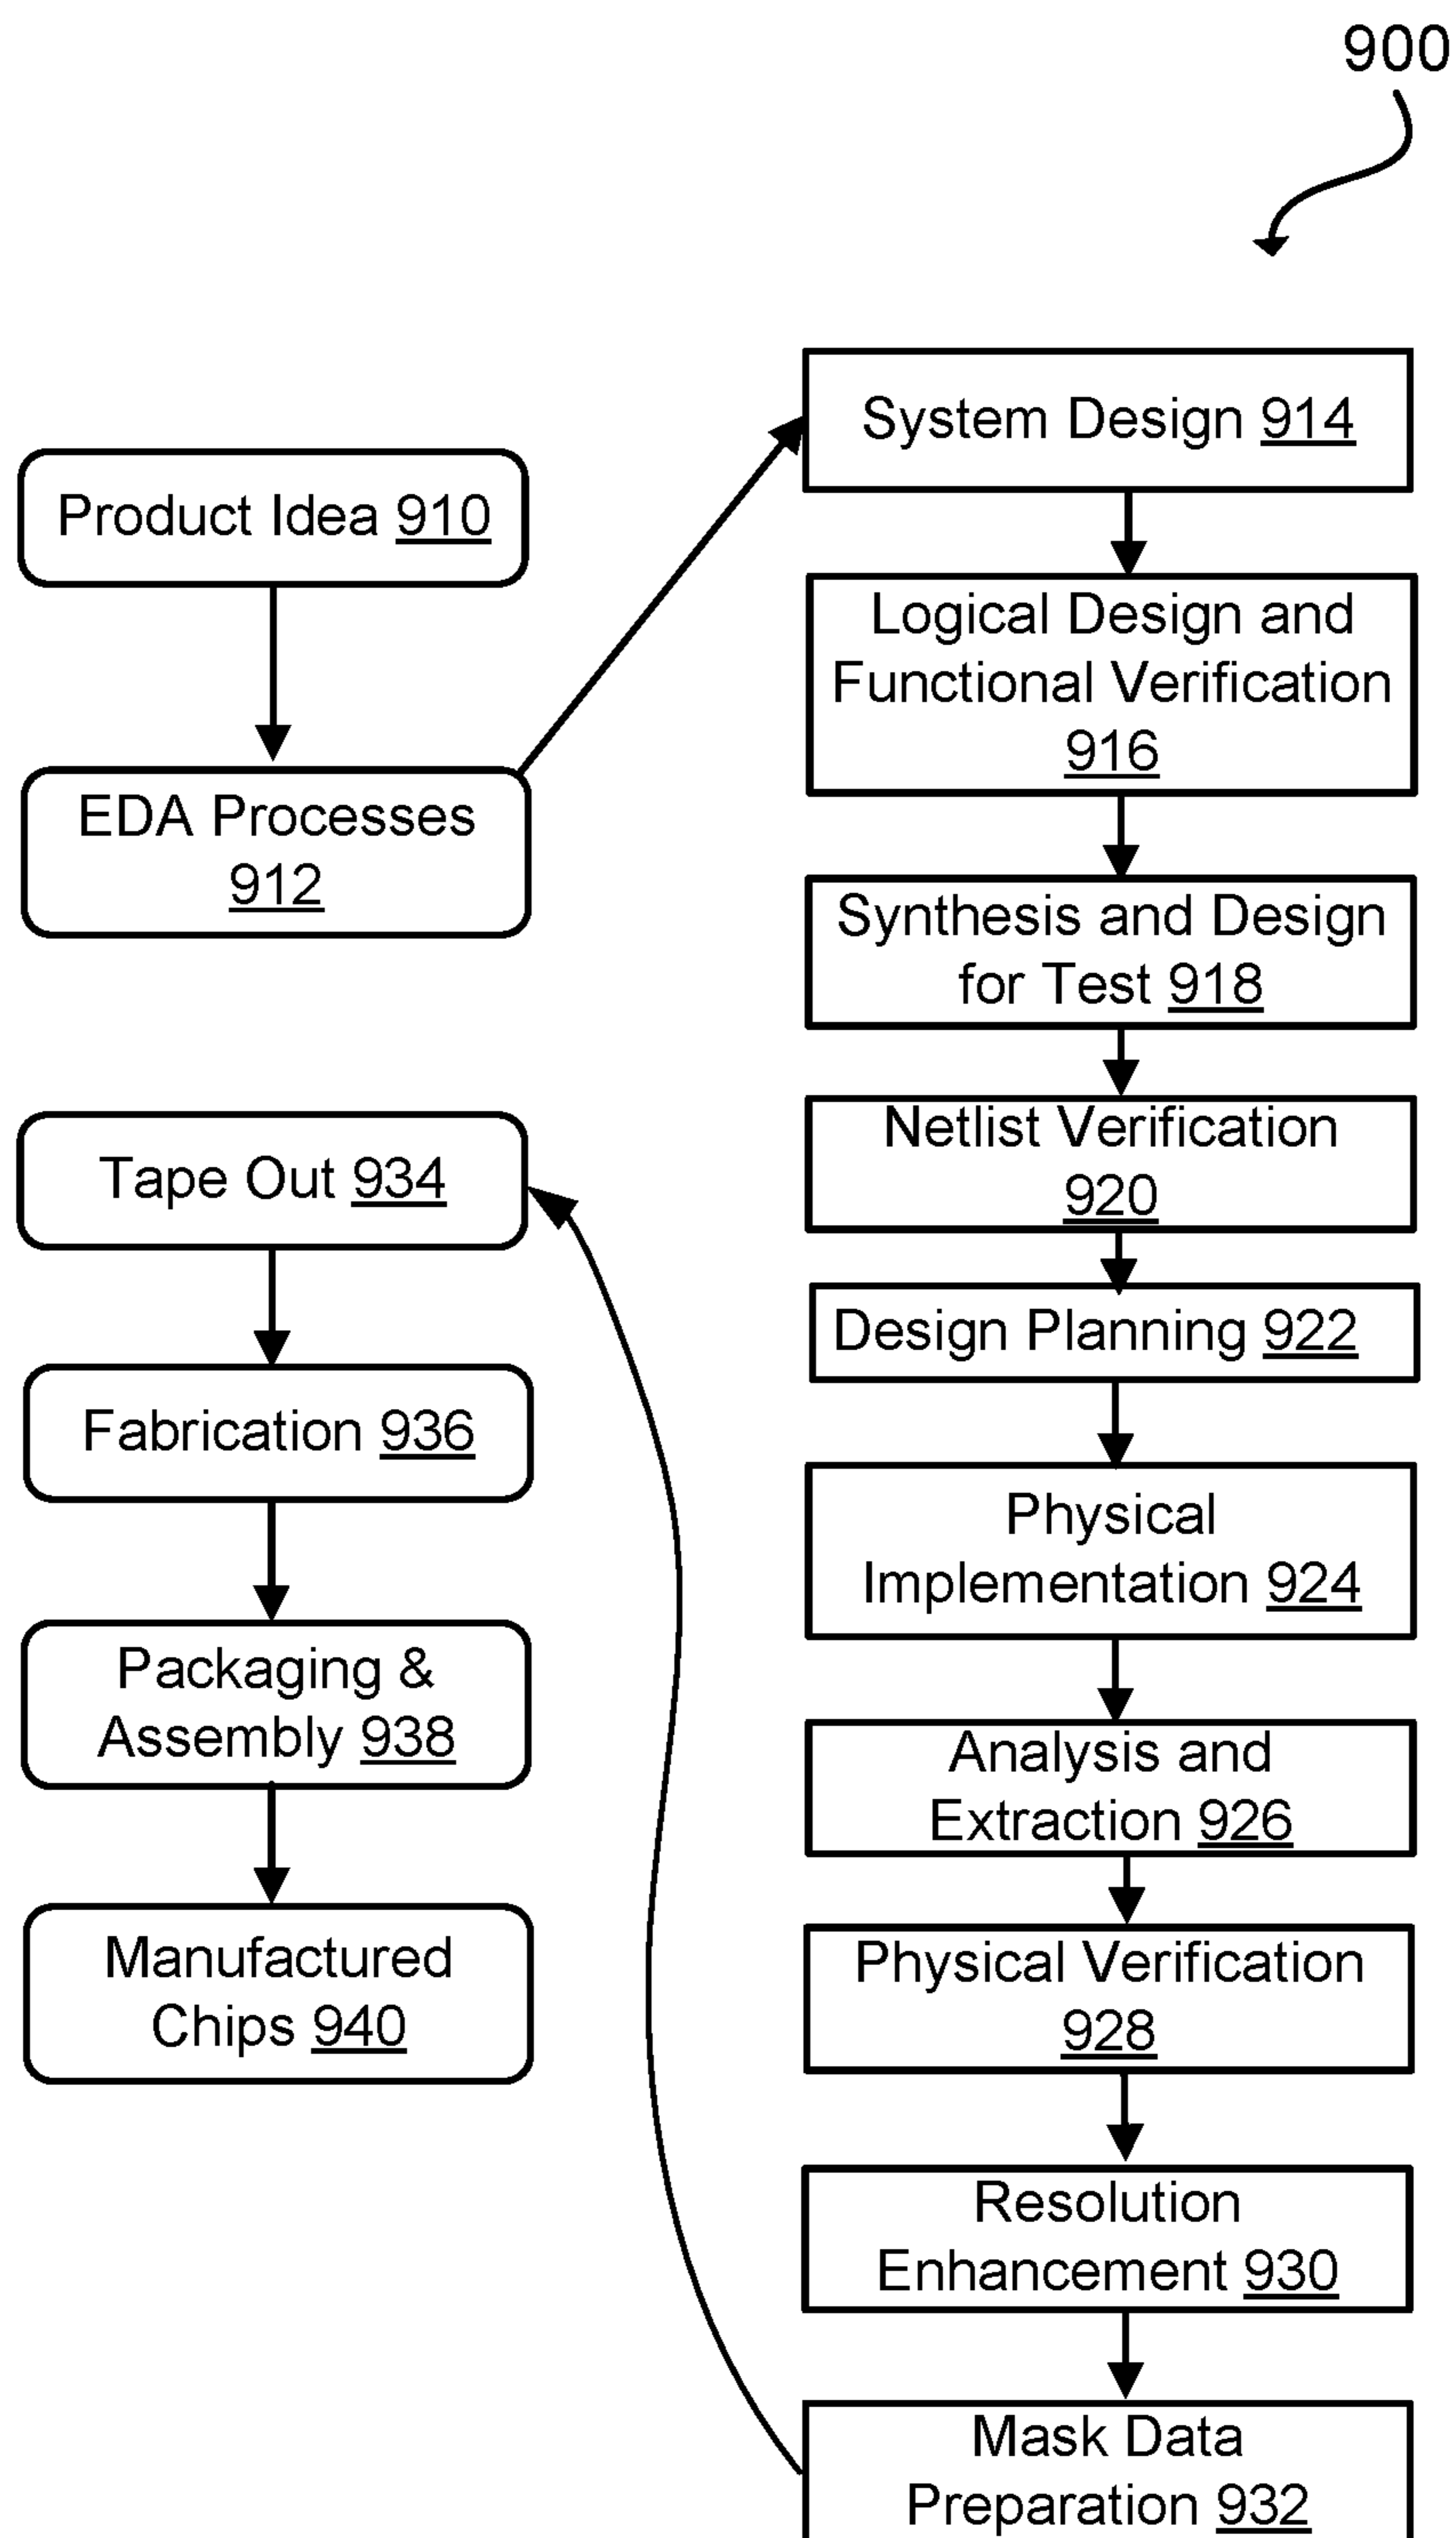 900
Product Idea 910
EDA Processes
912
System Design 914
Logical Design and
Functional Verification
916
Synthesis and Design
for Test 918
Netlist Verification
920
Design Planning 922
Physical
Implementation 924
Analysis and
Extraction 926
Physical Verification
928
Resolution
Enhancement 930
Mask Data
Preparation 932
Tape Out 934
Fabrication 936
Packaging &
Assembly 938
Manufactured
Chips 940